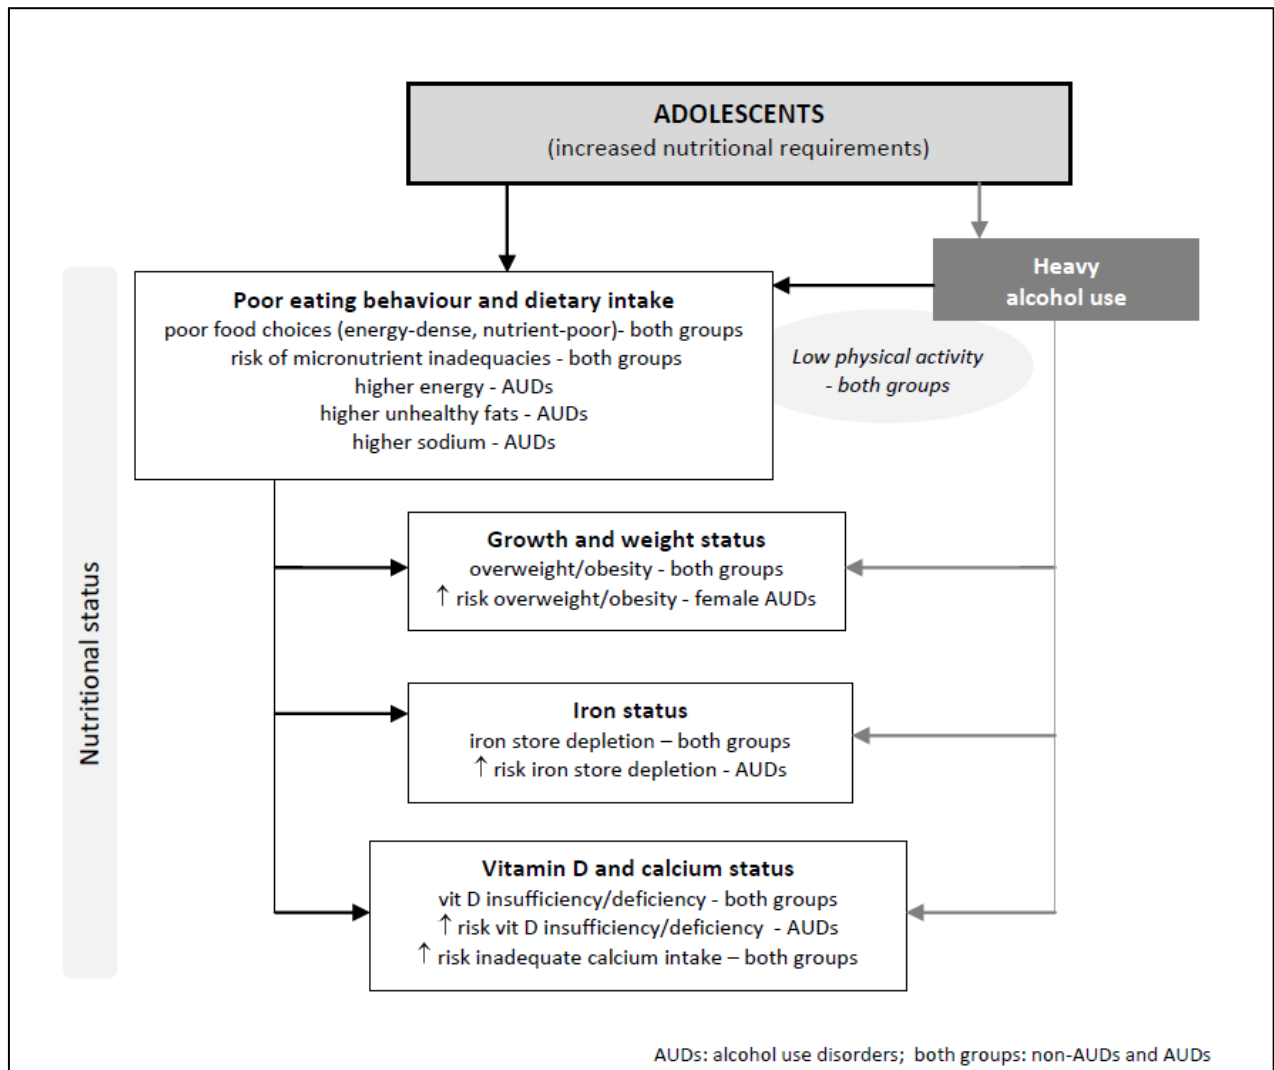 ADOLESCENTS
(increased nutritional requirements)
Heavy
alcohol use
Poor eating behaviour and dietary intake
poor food choices (energy-dense, nutrient-poor)- both groups
risk of micronutrient inadequacies - both groups
higher energy - AUDs
higher unhealthy fats - AUDs
higher sodium - AUDs
Low physical activity
- both groups
Nutritional status
Growth and weight status
overweight/obesity - both groups
↑ risk overweight/obesity - female AUDs
Iron status
iron store depletion – both groups
↑ risk iron store depletion - AUDs
Vitamin D and calcium status
vit D insufficiency/deficiency - both groups
↑ risk vit D insufficiency/deficiency - AUDs
↑ risk inadequate calcium intake – both groups
AUDs: alcohol use disorders; both groups: non-AUDs and AUDs